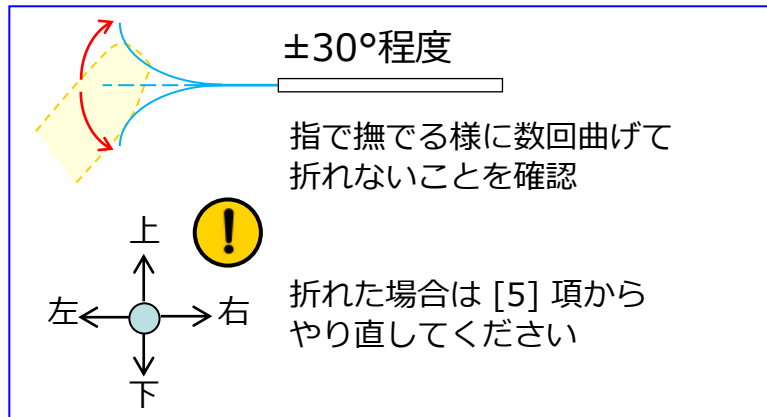 ±30°程度
指で撫でる様に数回曲げて
折れないことを確認
上
左
右
下
折れた場合は [5] 項から
やり直してください